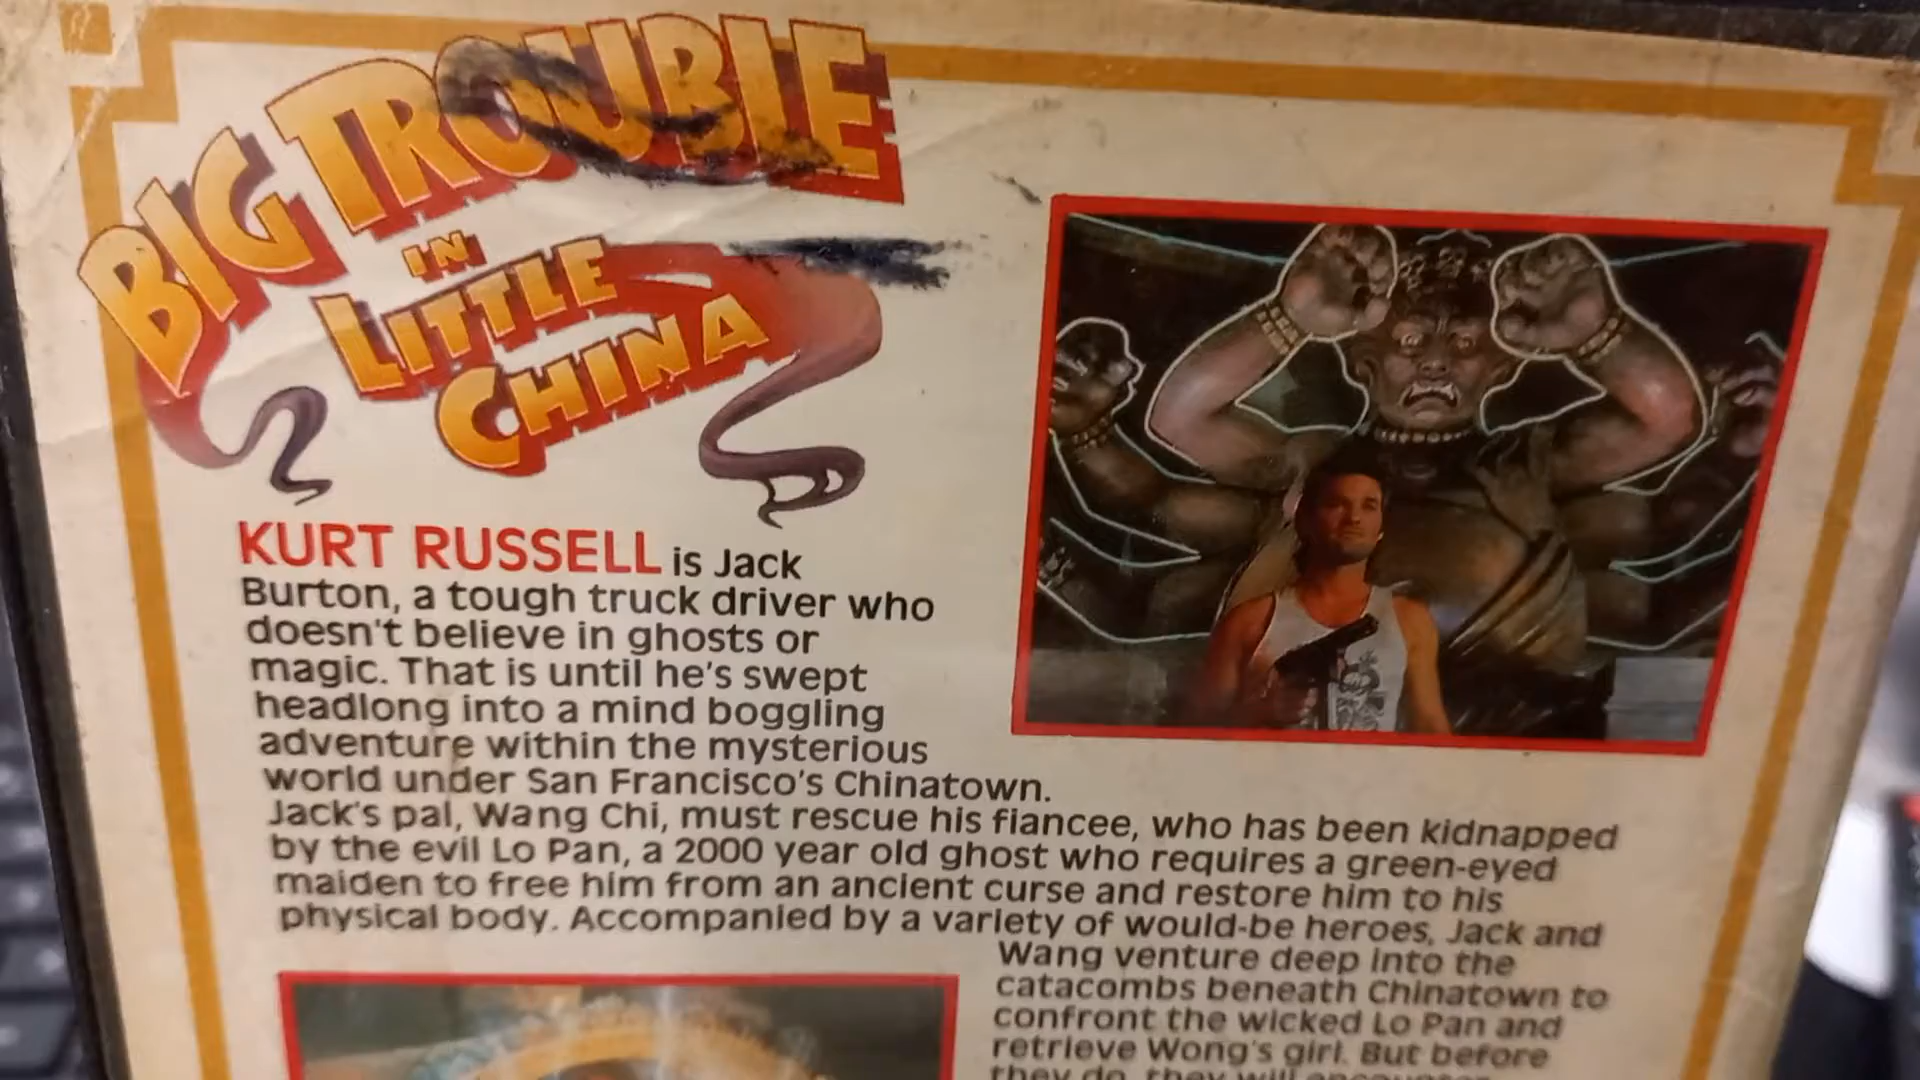 BIG TROUBLE
IN
LITTLE
CHINA
KURT RUSSELL is Jack
Burton, a tough truck driver who
doesn't believe in ghosts or
magic. That is until he's swept
headlong into a mind boggling
adventure within the mysterious
world under San Francisco's Chinatown.
Jack's pal, Wang Chi, must rescue his fiancee, who has been kidnapped
by the evil Lo Pan, a 2000 year old ghost who requires a green-eyed
maiden to free him from an ancient curse and restore him to his
physical body. Accompanied by a variety of would-be heroes, Jack and
Wang venture deep into the
catacombs beneath Chinatown to
confront the wicked Lo Pan and
retrieve Wong's girl. But before
they do, they will encounter